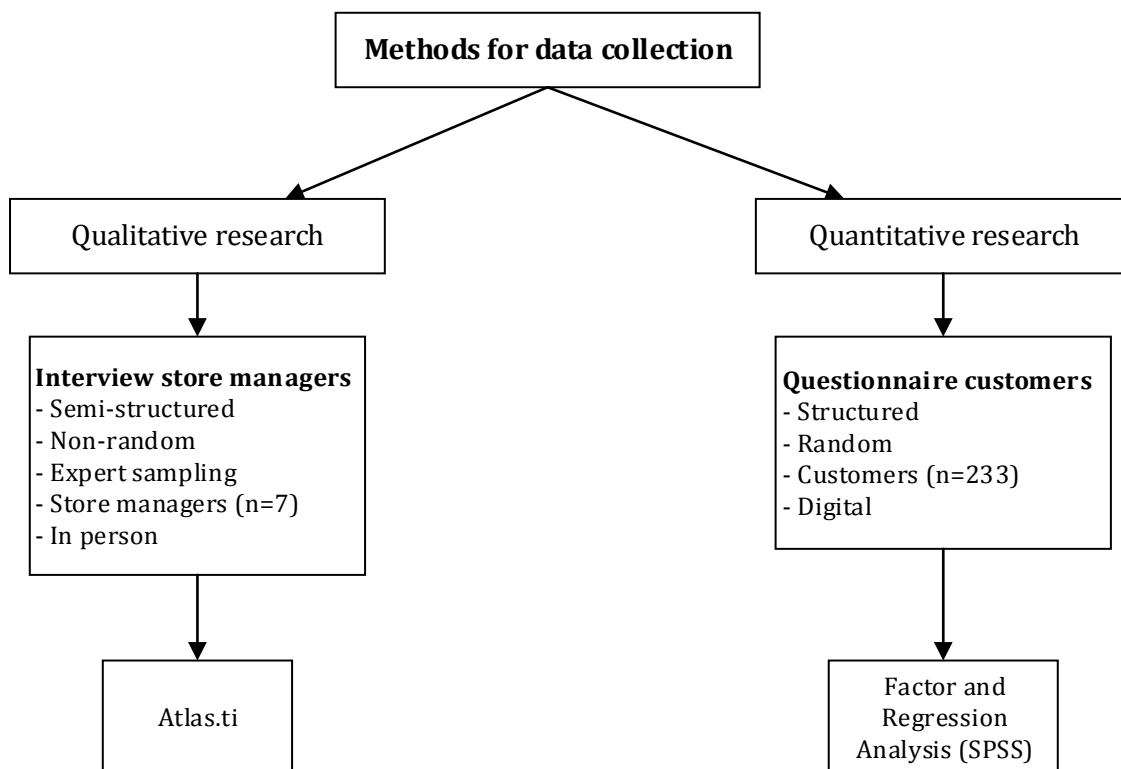 Methods for data collection
Qualitative research
Quantitative research
Interview store managers
- Semi-structured
- Non-random
- Expert sampling
- Store managers (n=7)
- In person
Questionnaire customers
- Structured
- Random
- Customers (n=233)
- Digital
Atlas.ti
Factor and
Regression
Analysis (SPSS)